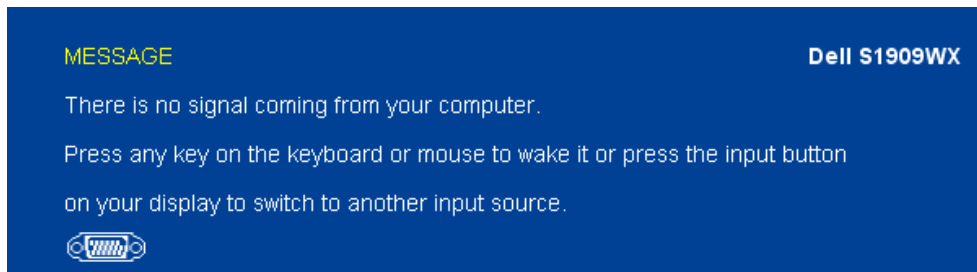 MESSAGE Dell S1909WX
There is no signal coming from your computer.
Press any key on the keyboard or mouse to wake it or press the input button
on your display to switch to another input source.